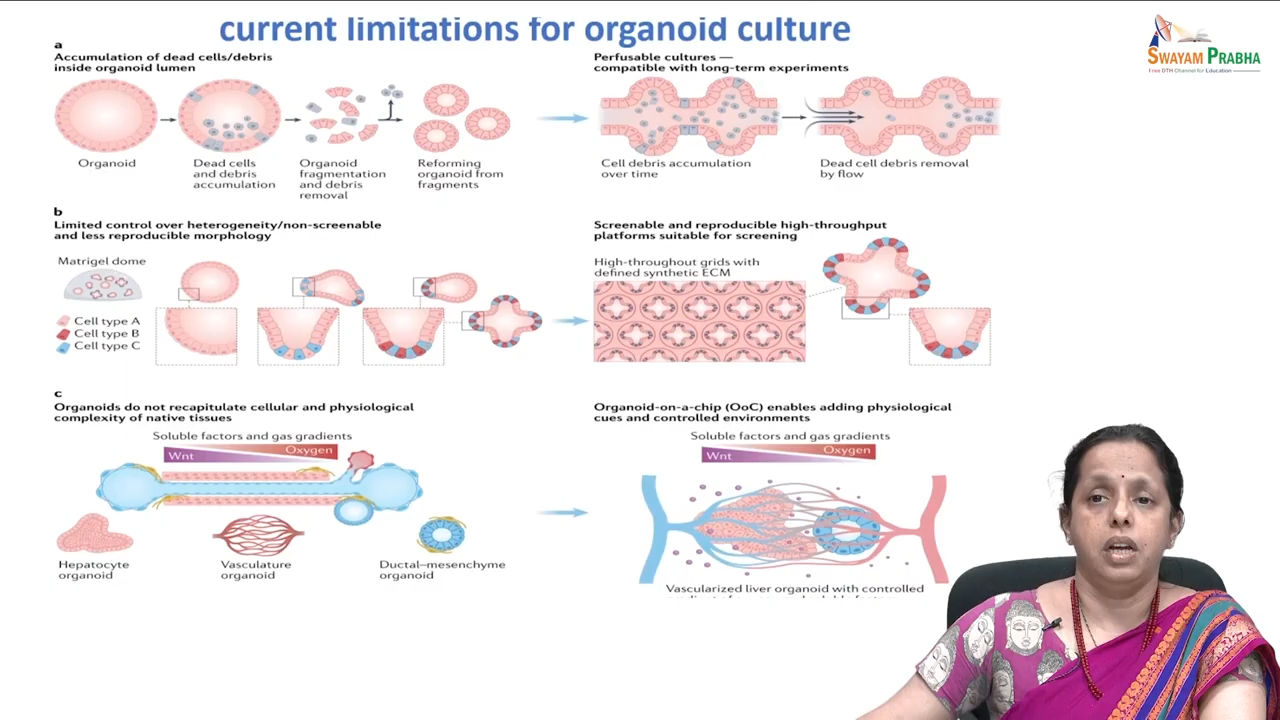 current limitations for organoid culture
SWAYAM PRABHA
Free DTH Channel for Education
a
Accumulation of dead cells/debris
inside organoid lumen
Organoid
Dead cells
and debris
accumulation
Organoid
fragmentation
and debris
removal
Reforming
organoid from
fragments
Perfusable cultures —
compatible with long-term experiments
Cell debris accumulation
over time
Dead cell debris removal
by flow
b
Limited control over heterogeneity/non-screenable
and less reproducible morphology
Matrigel dome
Cell type A
Cell type B
Cell type C
Screenable and reproducible high-throughput
platforms suitable for screening
High-throughout grids with
defined synthetic ECM
c
Organoids do not recapitulate cellular and physiological
complexity of native tissues
Soluble factors and gas gradients
Wnt
Oxygen
Hepatocyte
organoid
Vasculature
organoid
Ductal–mesenchyme
organoid
Organoid-on-a-chip (OoC) enables adding physiological
cues and controlled environments
Soluble factors and gas gradients
Wnt
Oxygen
Vascularized liver organoid with controlled